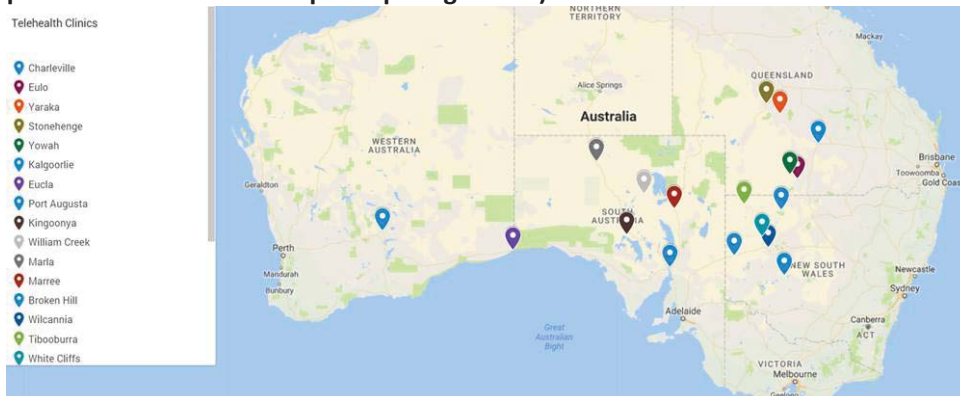 Telehealth Clinics
Charleville
Eulo
Yaraka
Stonehenge
Yowah
Kalgoorlie
Eucla
Port Augusta
Kingoonya
William Creek
Marla
Marree
Broken Hill
Wilcannia
Tibooburra
White Cliffs
NORTHERN
TERRITORY
Mackay
QUEENSLAND
Alice Springs
Australia
WESTERN
AUSTRALIA
Brisbane
Toowoomba
Gold Coast
Geraldton
SOUTH
AUSTRALIA
Perth
NEW SOUTH
WALES
Mandurah
Bunbury
Newcastle
Sydney
Adelaide
Canberra
ACT
Great
Australian
Bight
VICTORIA
Melbourne